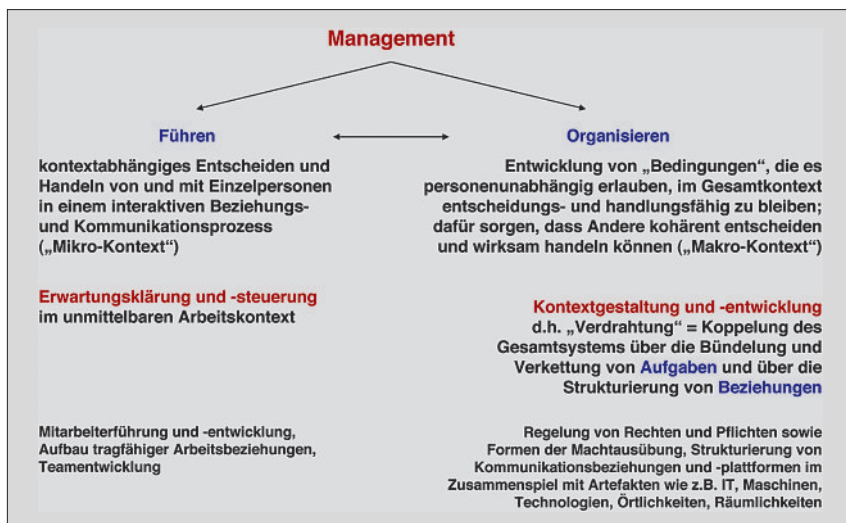 Management
Führen
Organisieren
kontextabhängiges Entscheiden und
Handeln von und mit Einzelpersonen
in einem interaktiven Beziehungs-
und Kommunikationsprozess
(„Mikro-Kontext“)
Entwicklung von „Bedingungen“, die es
personenunabhängig erlauben, im Gesamtkontext
entscheidungs- und handlungsfähig zu bleiben;
dafür sorgen, dass Andere kohärent entscheiden
und wirksam handeln können („Makro-Kontext“)
Erwartungsklärung und -steuerung
im unmittelbaren Arbeitskontext
Kontextgestaltung und -entwicklung
d.h. „Verdrahtung“ = Koppelung des
Gesamtsystems über die Bündelung und
Verkettung von Aufgaben und über die
Strukturierung von Beziehungen
Mitarbeiterführung und -entwicklung,
Aufbau tragfähiger Arbeitsbeziehungen,
Teamentwicklung
Regelung von Rechten und Pflichten sowie
Formen der Machtausübung, Strukturierung von
Kommunikationsbeziehungen und -plattformen im
Zusammenspiel mit Artefakten wie z.B. IT, Maschinen,
Technologien, Örtlichkeiten, Räumlichkeiten